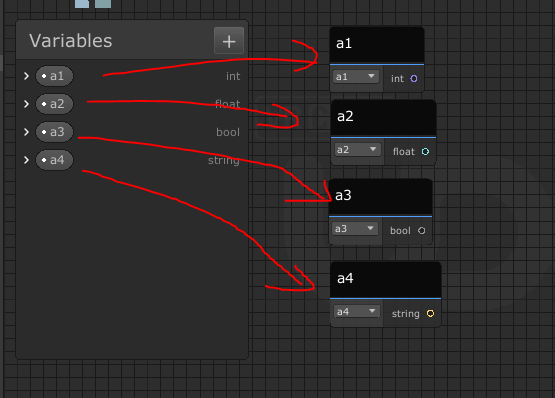 Variables +
a1 int
a2 float
a3 bool
a4 string
a1
a1 int
a2
a2 float
a3
a3 bool
a4
a4 string